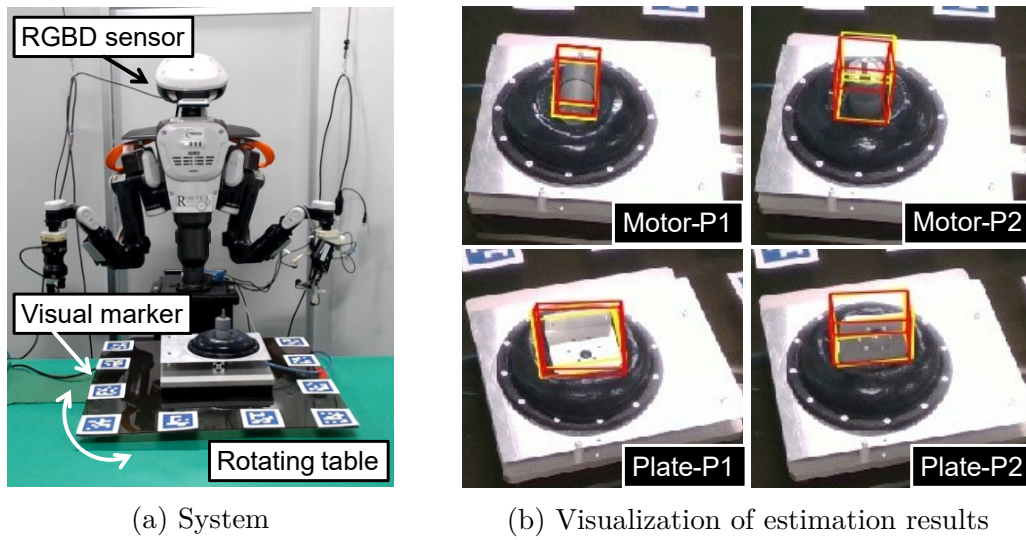 RGBD sensor
Visual marker
Rotating table
Motor-P1
Motor-P2
Plate-P1
Plate-P2
(a) System
(b) Visualization of estimation results